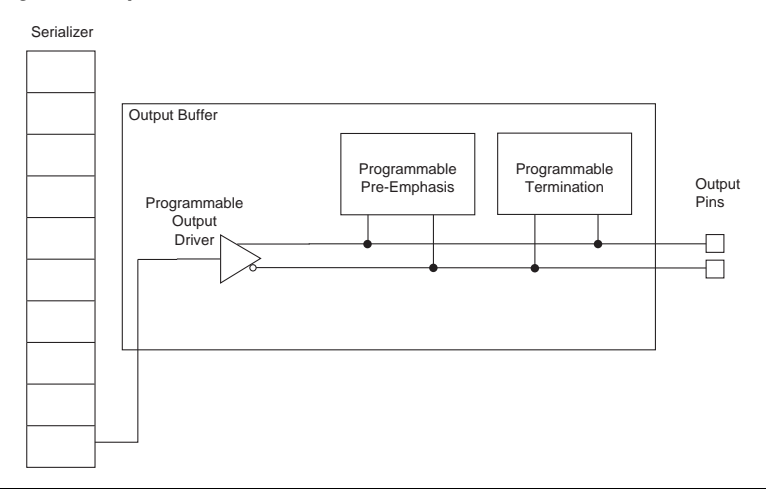 Serializer
Output Buffer
Programmable
Pre-Emphasis
Programmable
Termination
Output
Pins
Programmable
Output
Driver